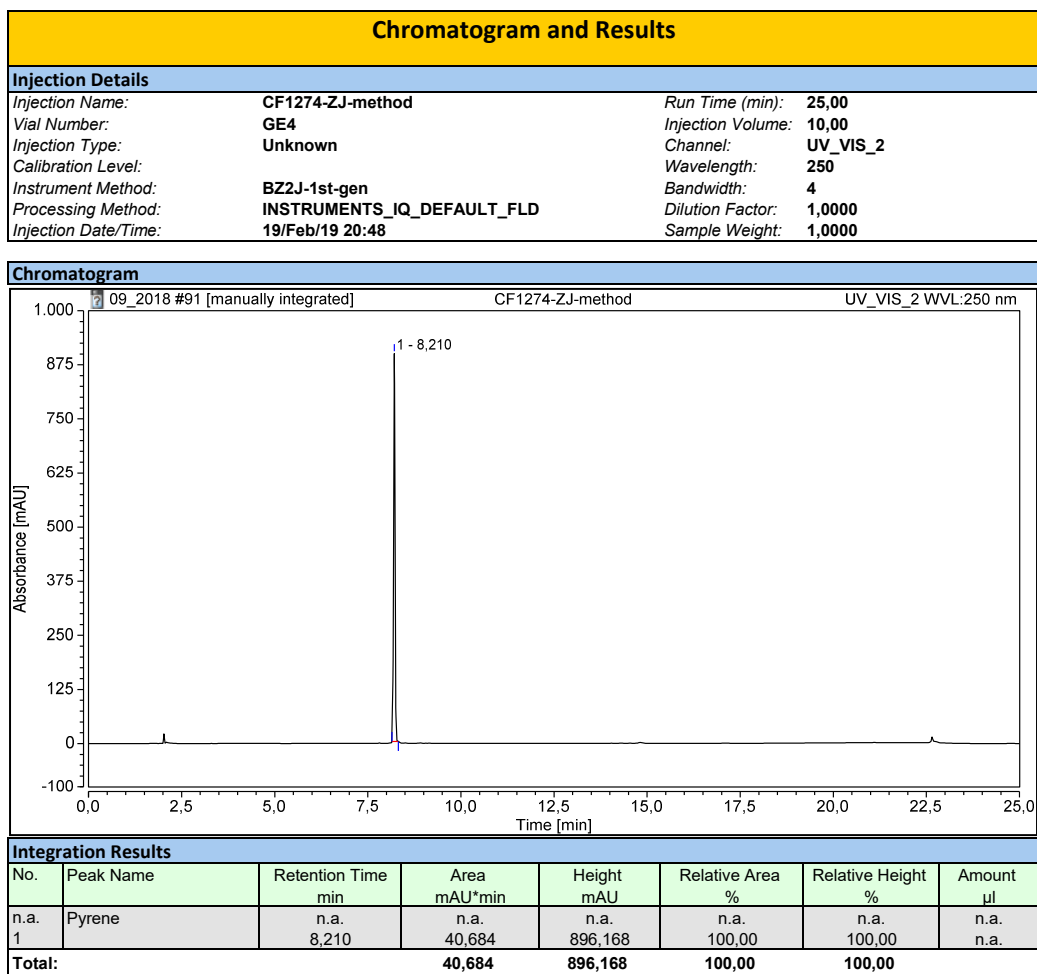 Chromatogram and Results
Injection Details
Injection Name: CF1274-ZJ-method Run Time (min): 25,00
Vial Number: GE4 Injection Volume: 10,00
Injection Type: Unknown Channel: UV_VIS_2
Calibration Level: Wavelength: 250
Instrument Method: BZ2J-1st-gen Bandwidth: 4
Processing Method: INSTRUMENTS_IQ_DEFAULT_FLD Dilution Factor: 1,0000
Injection Date/Time: 19/Feb/19 20:48 Sample Weight: 1,0000
Chromatogram
09_2018 #91 [manually integrated] CF1274-ZJ-method UV_VIS_2 WVL:250 nm
1.000
1 - 8,210
875
750
625
500
375
250
125
0
-100
Absorbance [mAU]
0,0 2,5 5,0 7,5 10,0 12,5 15,0 17,5 20,0 22,5 25,0
Time [min]
Integration Results
No. Peak Name Retention Time Area Height Relative Area Relative Height Amount
min mAU*min mAU % % µl
n.a. Pyrene n.a. n.a. n.a. n.a. n.a. n.a.
1 8,210 40,684 896,168 100,00 100,00 n.a.
Total: 40,684 896,168 100,00 100,00